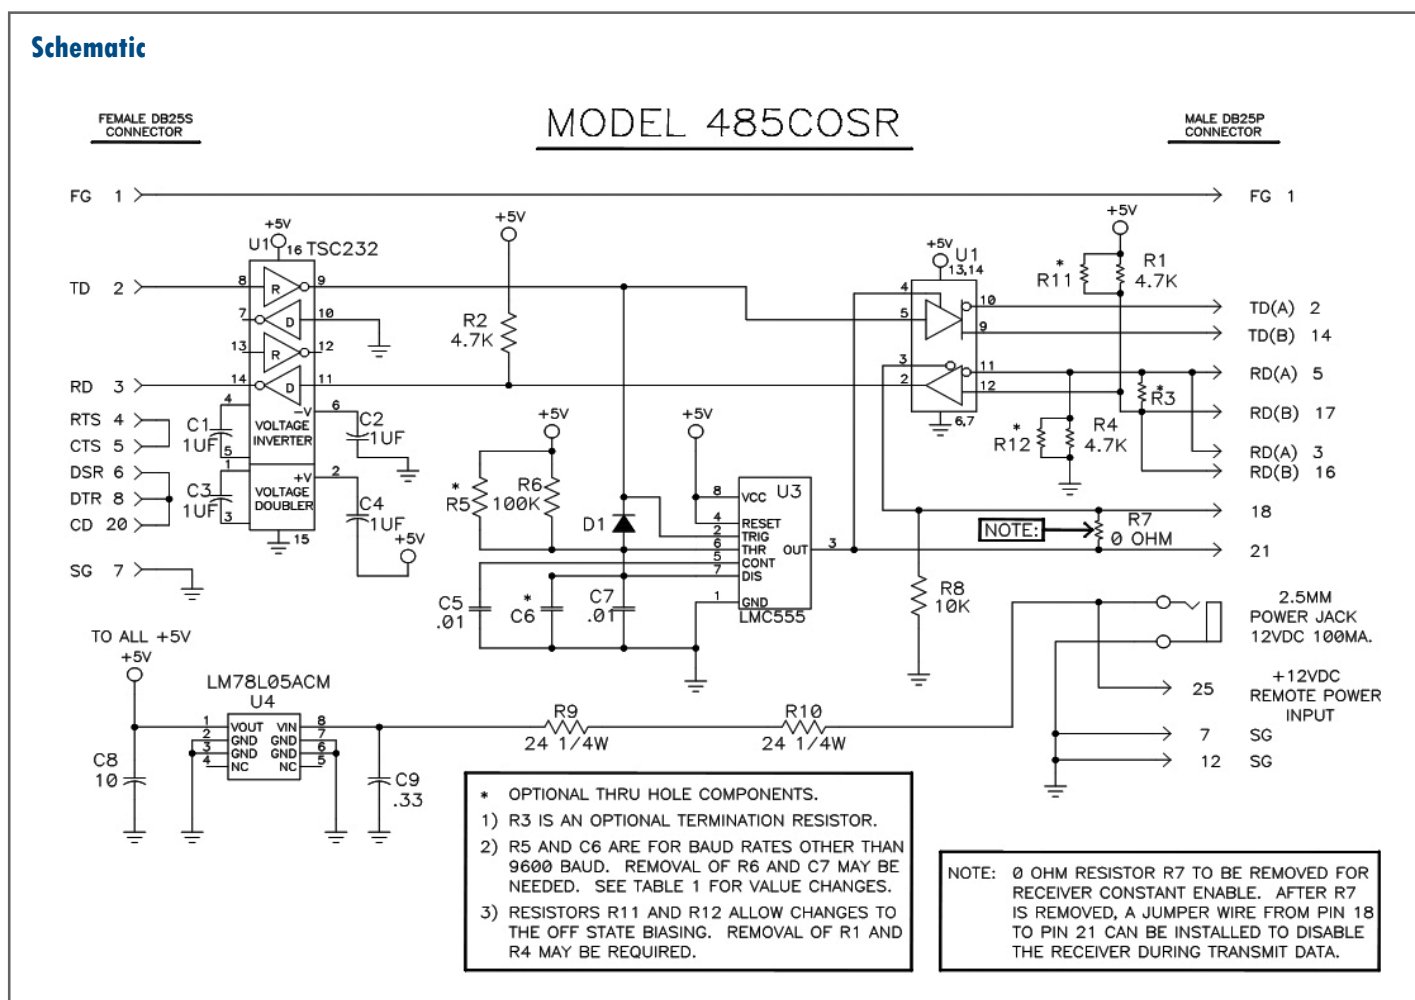 Schematic
MODEL 485COSR
FEMALE DB25S
CONNECTOR
MALE DB25P
CONNECTOR
FG 1
FG 1
+5V
U1
16 TSC232
TD 2
8
R
9
7
D
10
13
R
12
RD 3
14
D
11
RTS 4
CTS 5
DSR 6
DTR 8
CD 20
SG 7
4
C1
1UF
5
-V
VOLTAGE
INVERTER
6
C2
1UF
1
C3
1UF
3
+V
VOLTAGE
DOUBLER
2
C4
1UF
+5V
15
+5V
R2
4.7K
+5V
U1
13,14
4
5
10
9
3
2
11
12
6,7
+5V
*
R11
R1
4.7K
TD(A) 2
TD(B) 14
RD(A) 5
*
R3
RD(B) 17
RD(A) 3
RD(B) 16
*
R12
R4
4.7K
+5V
*
R5
R6
100K
D1
+5V
U3
8 VCC
4 RESET
2 TRIG
6 THR
OUT 3
5 CONT
7 DIS
1 GND
LMC555
C5
.01
*
C6
C7
.01
18
NOTE:
R7
0 OHM
21
R8
10K
2.5MM
POWER JACK
12VDC 100MA.
25
+12VDC
REMOTE POWER
INPUT
7 SG
12 SG
TO ALL +5V
+5V
LM78L05ACM
U4
1 VOUT VIN 8
2 GND GND 7
3 GND GND 6
4 NC NC 5
C8
10
C9
.33
R9
24 1/4W
R10
24 1/4W
* OPTIONAL THRU HOLE COMPONENTS.
1) R3 IS AN OPTIONAL TERMINATION RESISTOR.
2) R5 AND C6 ARE FOR BAUD RATES OTHER THAN
9600 BAUD. REMOVAL OF R6 AND C7 MAY BE
NEEDED. SEE TABLE 1 FOR VALUE CHANGES.
3) RESISTORS R11 AND R12 ALLOW CHANGES TO
THE OFF STATE BIASING. REMOVAL OF R1 AND
R4 MAY BE REQUIRED.
NOTE: 0 OHM RESISTOR R7 TO BE REMOVED FOR
RECEIVER CONSTANT ENABLE. AFTER R7
IS REMOVED, A JUMPER WIRE FROM PIN 18
TO PIN 21 CAN BE INSTALLED TO DISABLE
THE RECEIVER DURING TRANSMIT DATA.